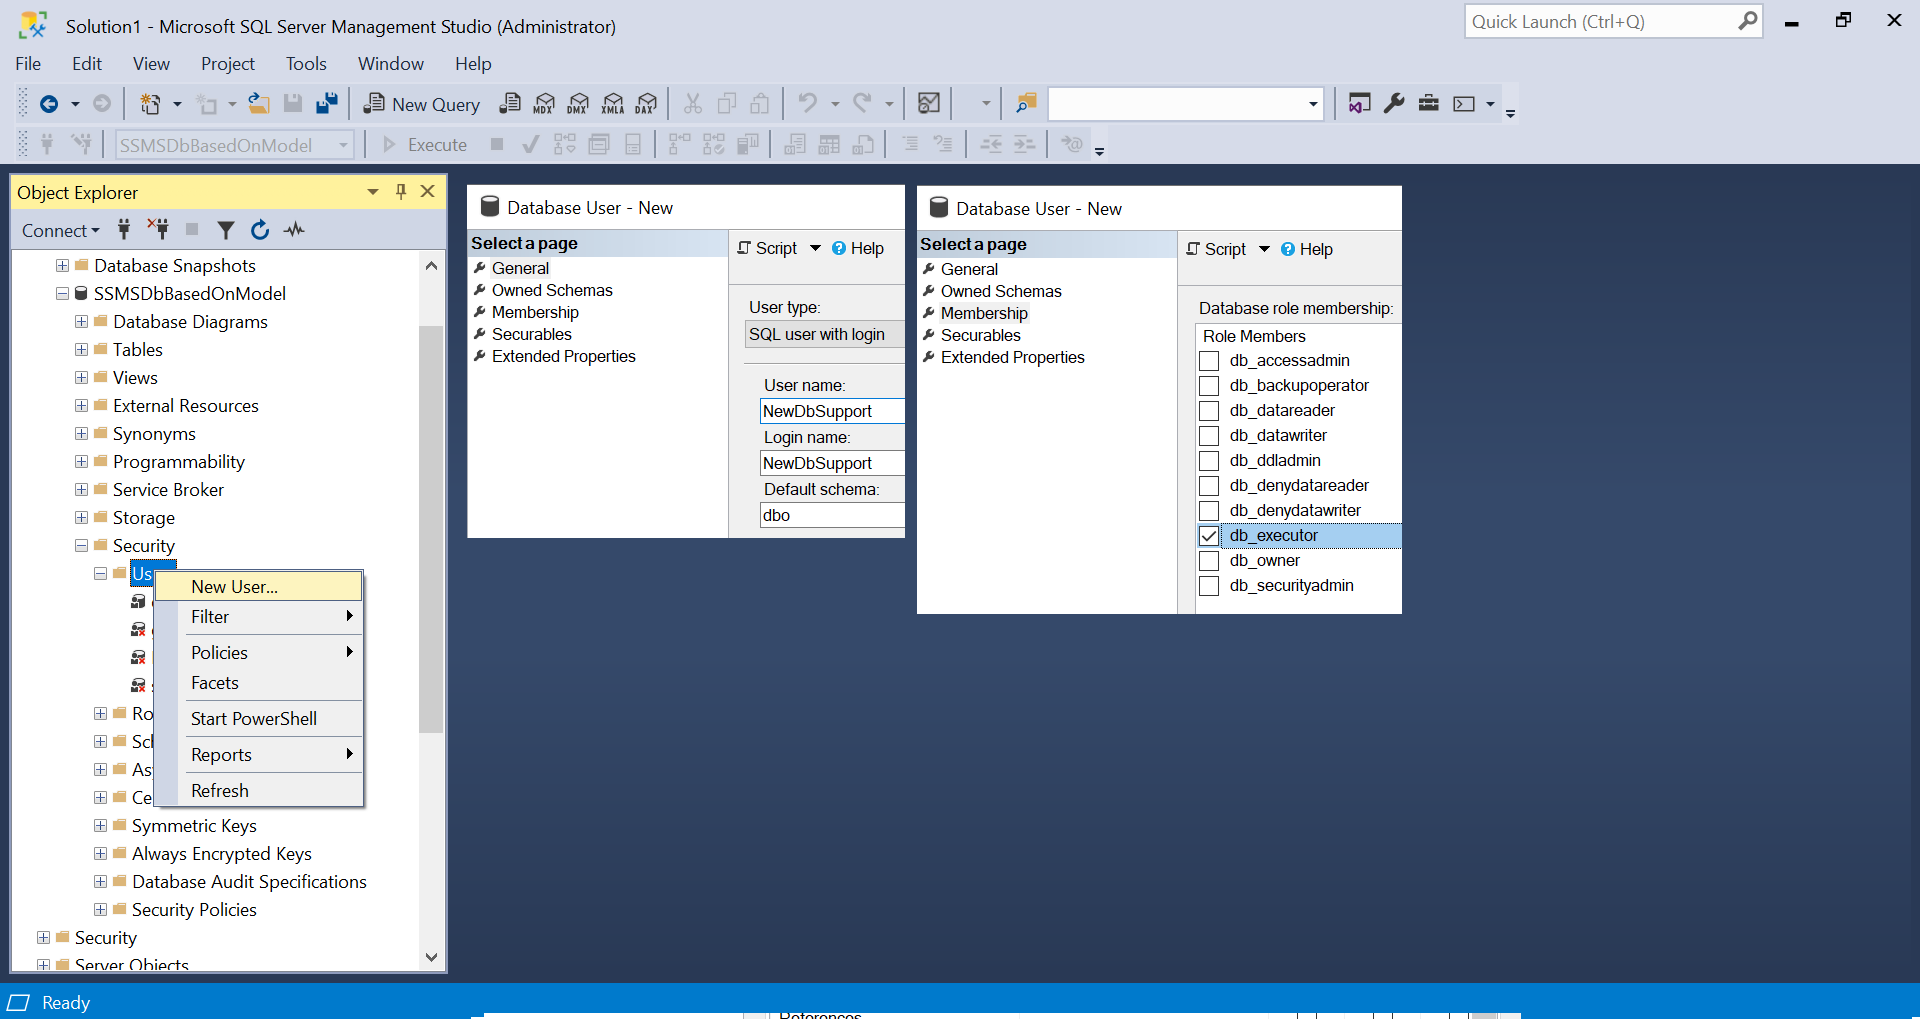 Solution1 - Microsoft SQL Server Management Studio (Administrator)
Quick Launch (Ctrl+Q)
File Edit View Project Tools Window Help
New Query MDX DMX XMLA DAX
SSMSDbBasedOnModel Execute
Object Explorer
Connect
Database Snapshots
SSMSDbBasedOnModel
Database Diagrams
Tables
Views
External Resources
Synonyms
Programmability
Service Broker
Storage
Security
Us
Ro
Scl
As
Ce
Symmetric Keys
Always Encrypted Keys
Database Audit Specifications
Security Policies
Security
Server Objects
New User...
Filter
Policies
Facets
Start PowerShell
Reports
Refresh
Database User - New
Select a page
General
Owned Schemas
Membership
Securables
Extended Properties
Script Help
User type:
SQL user with login
User name:
NewDbSupport
Login name:
NewDbSupport
Default schema:
dbo
Database User - New
Select a page
General
Owned Schemas
Membership
Securables
Extended Properties
Script Help
Database role membership:
Role Members
db_accessadmin
db_backupoperator
db_datareader
db_datawriter
db_ddladmin
db_denydatareader
db_denydatawriter
db_executor
db_owner
db_securityadmin
Ready
References